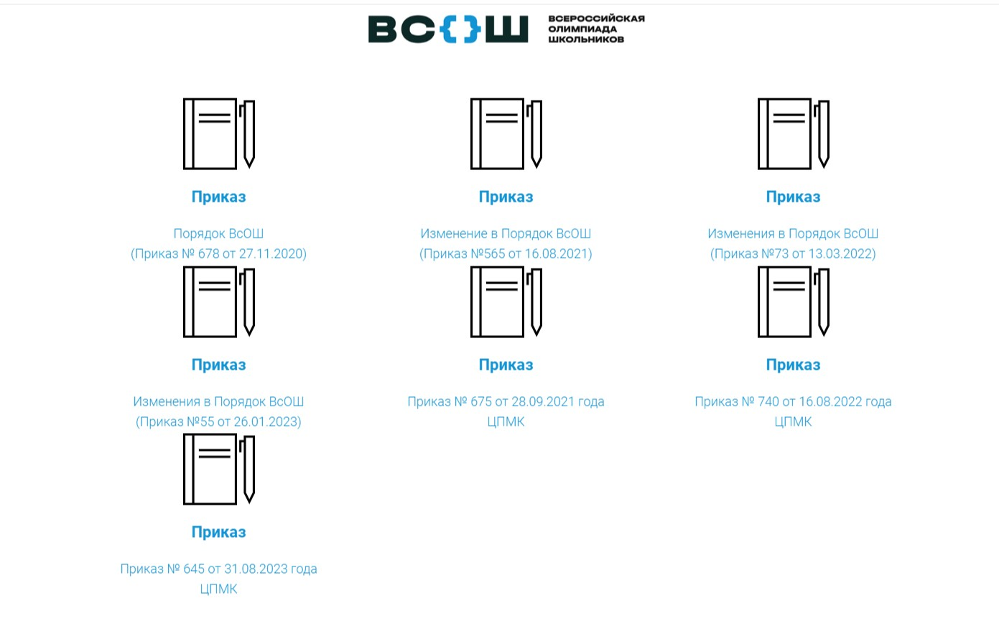 ВС{}Ш
ВСЕРОССИЙСКАЯ
ОЛИМПИАДА
ШКОЛЬНИКОВ
Приказ
Порядок ВсОШ
(Приказ № 678 от 27.11.2020)
Приказ
Изменение в Порядок ВсОШ
(Приказ №565 от 16.08.2021)
Приказ
Изменения в Порядок ВсОШ
(Приказ №73 от 13.03.2022)
Приказ
Изменения в Порядок ВсОШ
(Приказ №55 от 26.01.2023)
Приказ
Приказ № 675 от 28.09.2021 года
ЦПМК
Приказ
Приказ № 740 от 16.08.2022 года
ЦПМК
Приказ
Приказ № 645 от 31.08.2023 года
ЦПМК